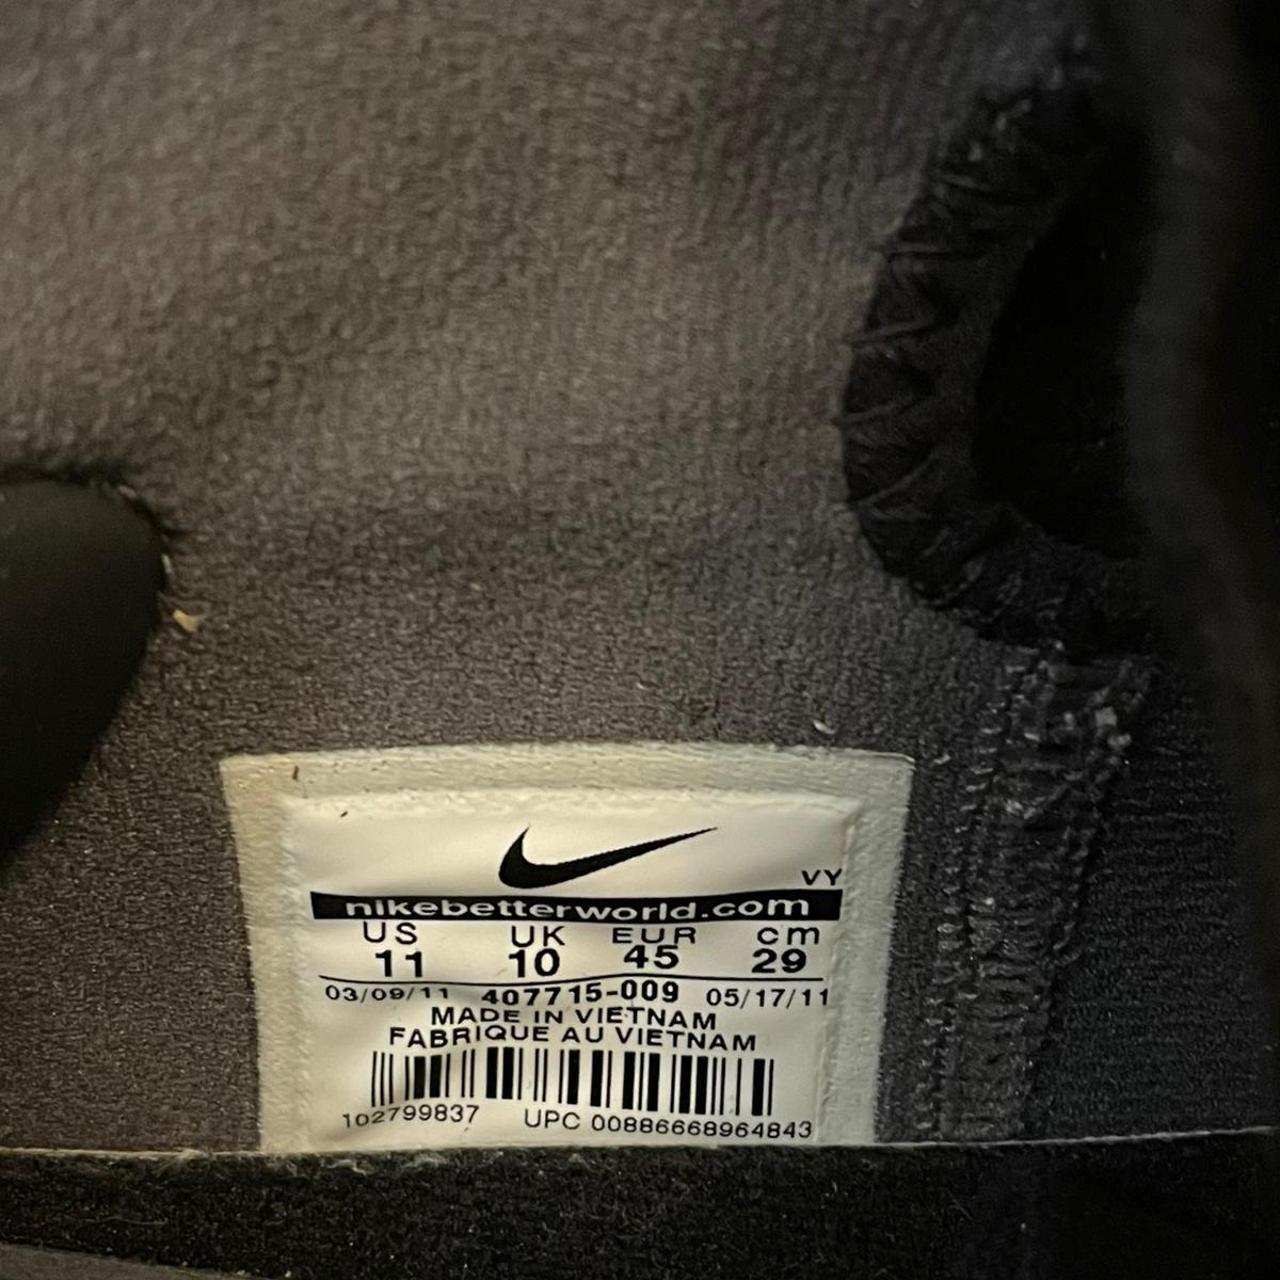 VY
nikebetterworld.com
US UK EUR cm
11 10 45 29
03/09/11 407715-009 05/17/11
MADE IN VIETNAM
FABRIQUE AU VIETNAM
102799837 UPC 00886668964843